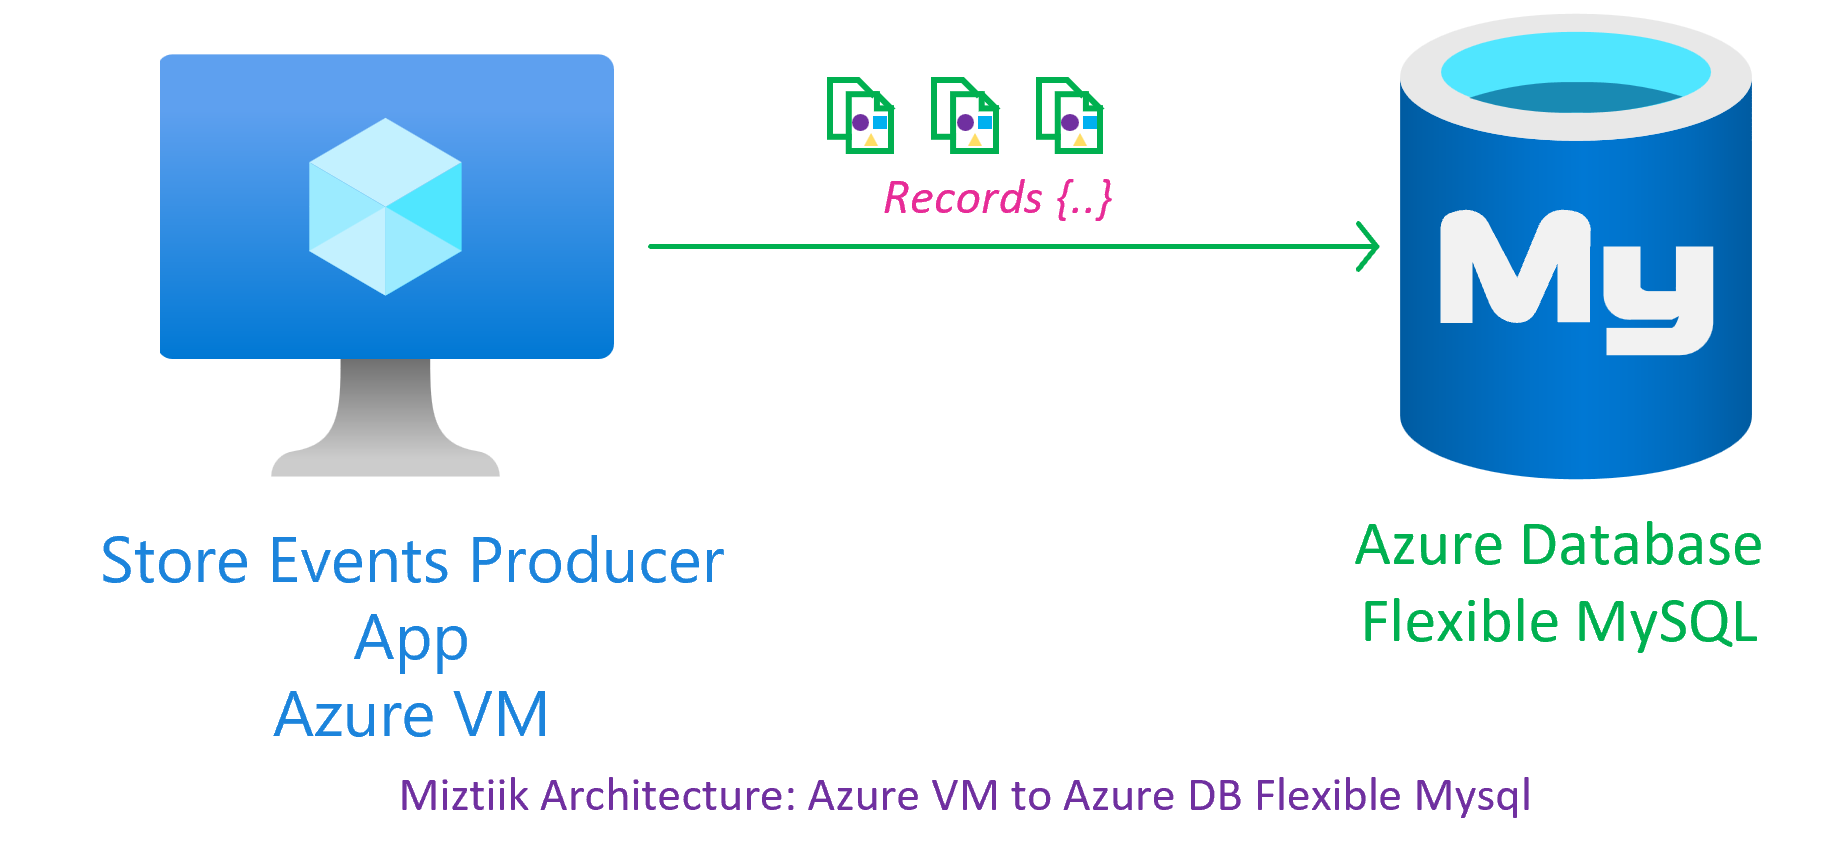 Records {..}
My
Store Events Producer
App
Azure VM
Azure Database
Flexible MySQL
Miztiik Architecture: Azure VM to Azure DB Flexible Mysql